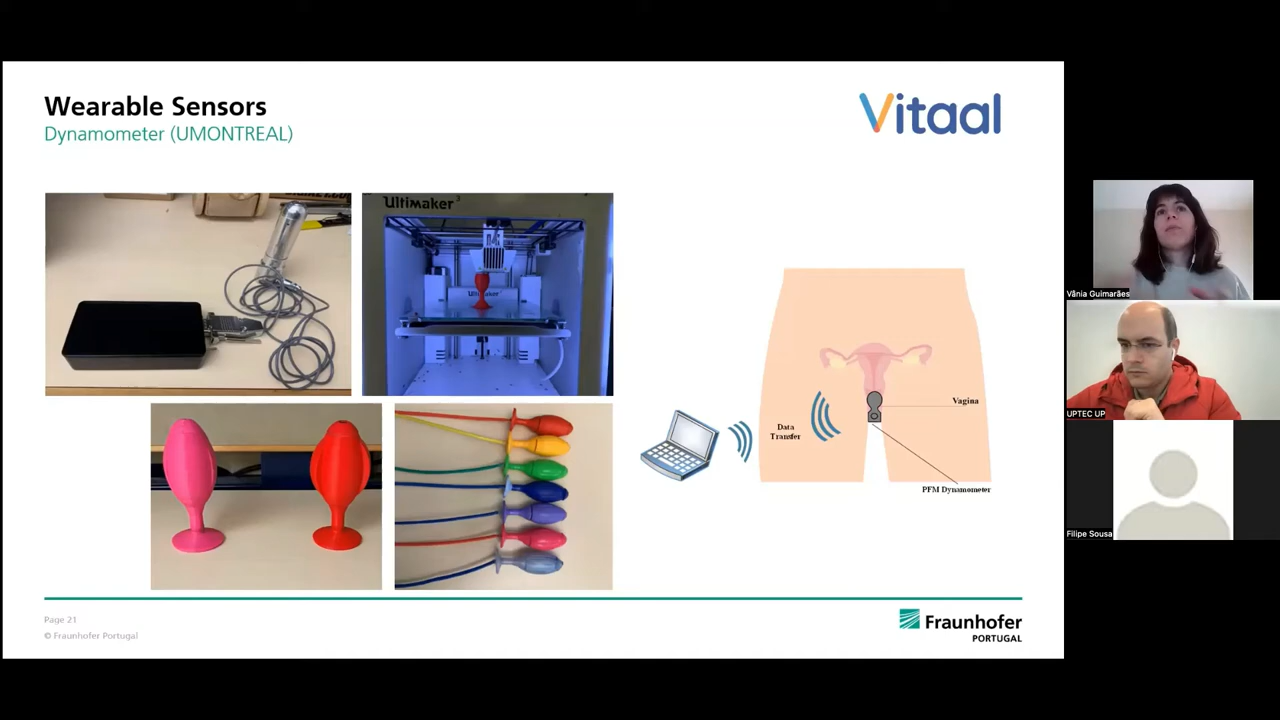 Wearable Sensors
Dynamometer (UMONTREAL)
Vitaal
Ultimaker³
Vagina
Data
Transfer
PFM Dynamometer
Page 21
© Fraunhofer Portugal
Fraunhofer
PORTUGAL
Vânia Guimarães
UPTEC UP
Filipe Sousa